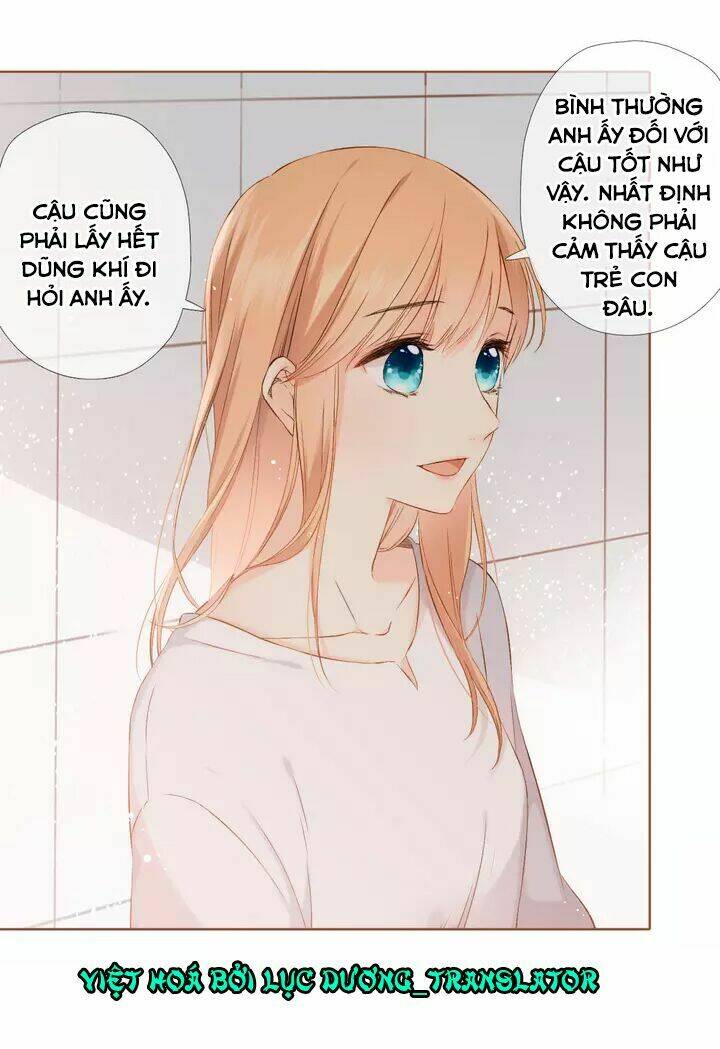 BÌNH THƯỜNG
ANH ẤY ĐỐI VỚI
CẬU TỐT NHƯ
VẬY. NHẤT ĐỊNH
KHÔNG PHẢI
CẢM THẤY CẬU
TRẺ CON
ĐÂU.
CẬU CŨNG
PHẢI LẤY HẾT
DŨNG KHÍ ĐI
HỎI ANH ẤY.
VIỆT HOÁ BỞI LỤC DƯƠNG_TRANSLATOR